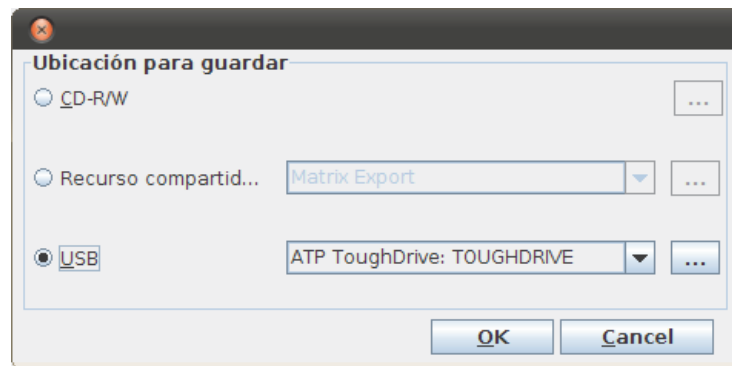 Ubicación para guardar
CD-R/W
...
Recurso compartid...
Matrix Export
...
USB
ATP ToughDrive: TOUGHDRIVE
...
OK
Cancel